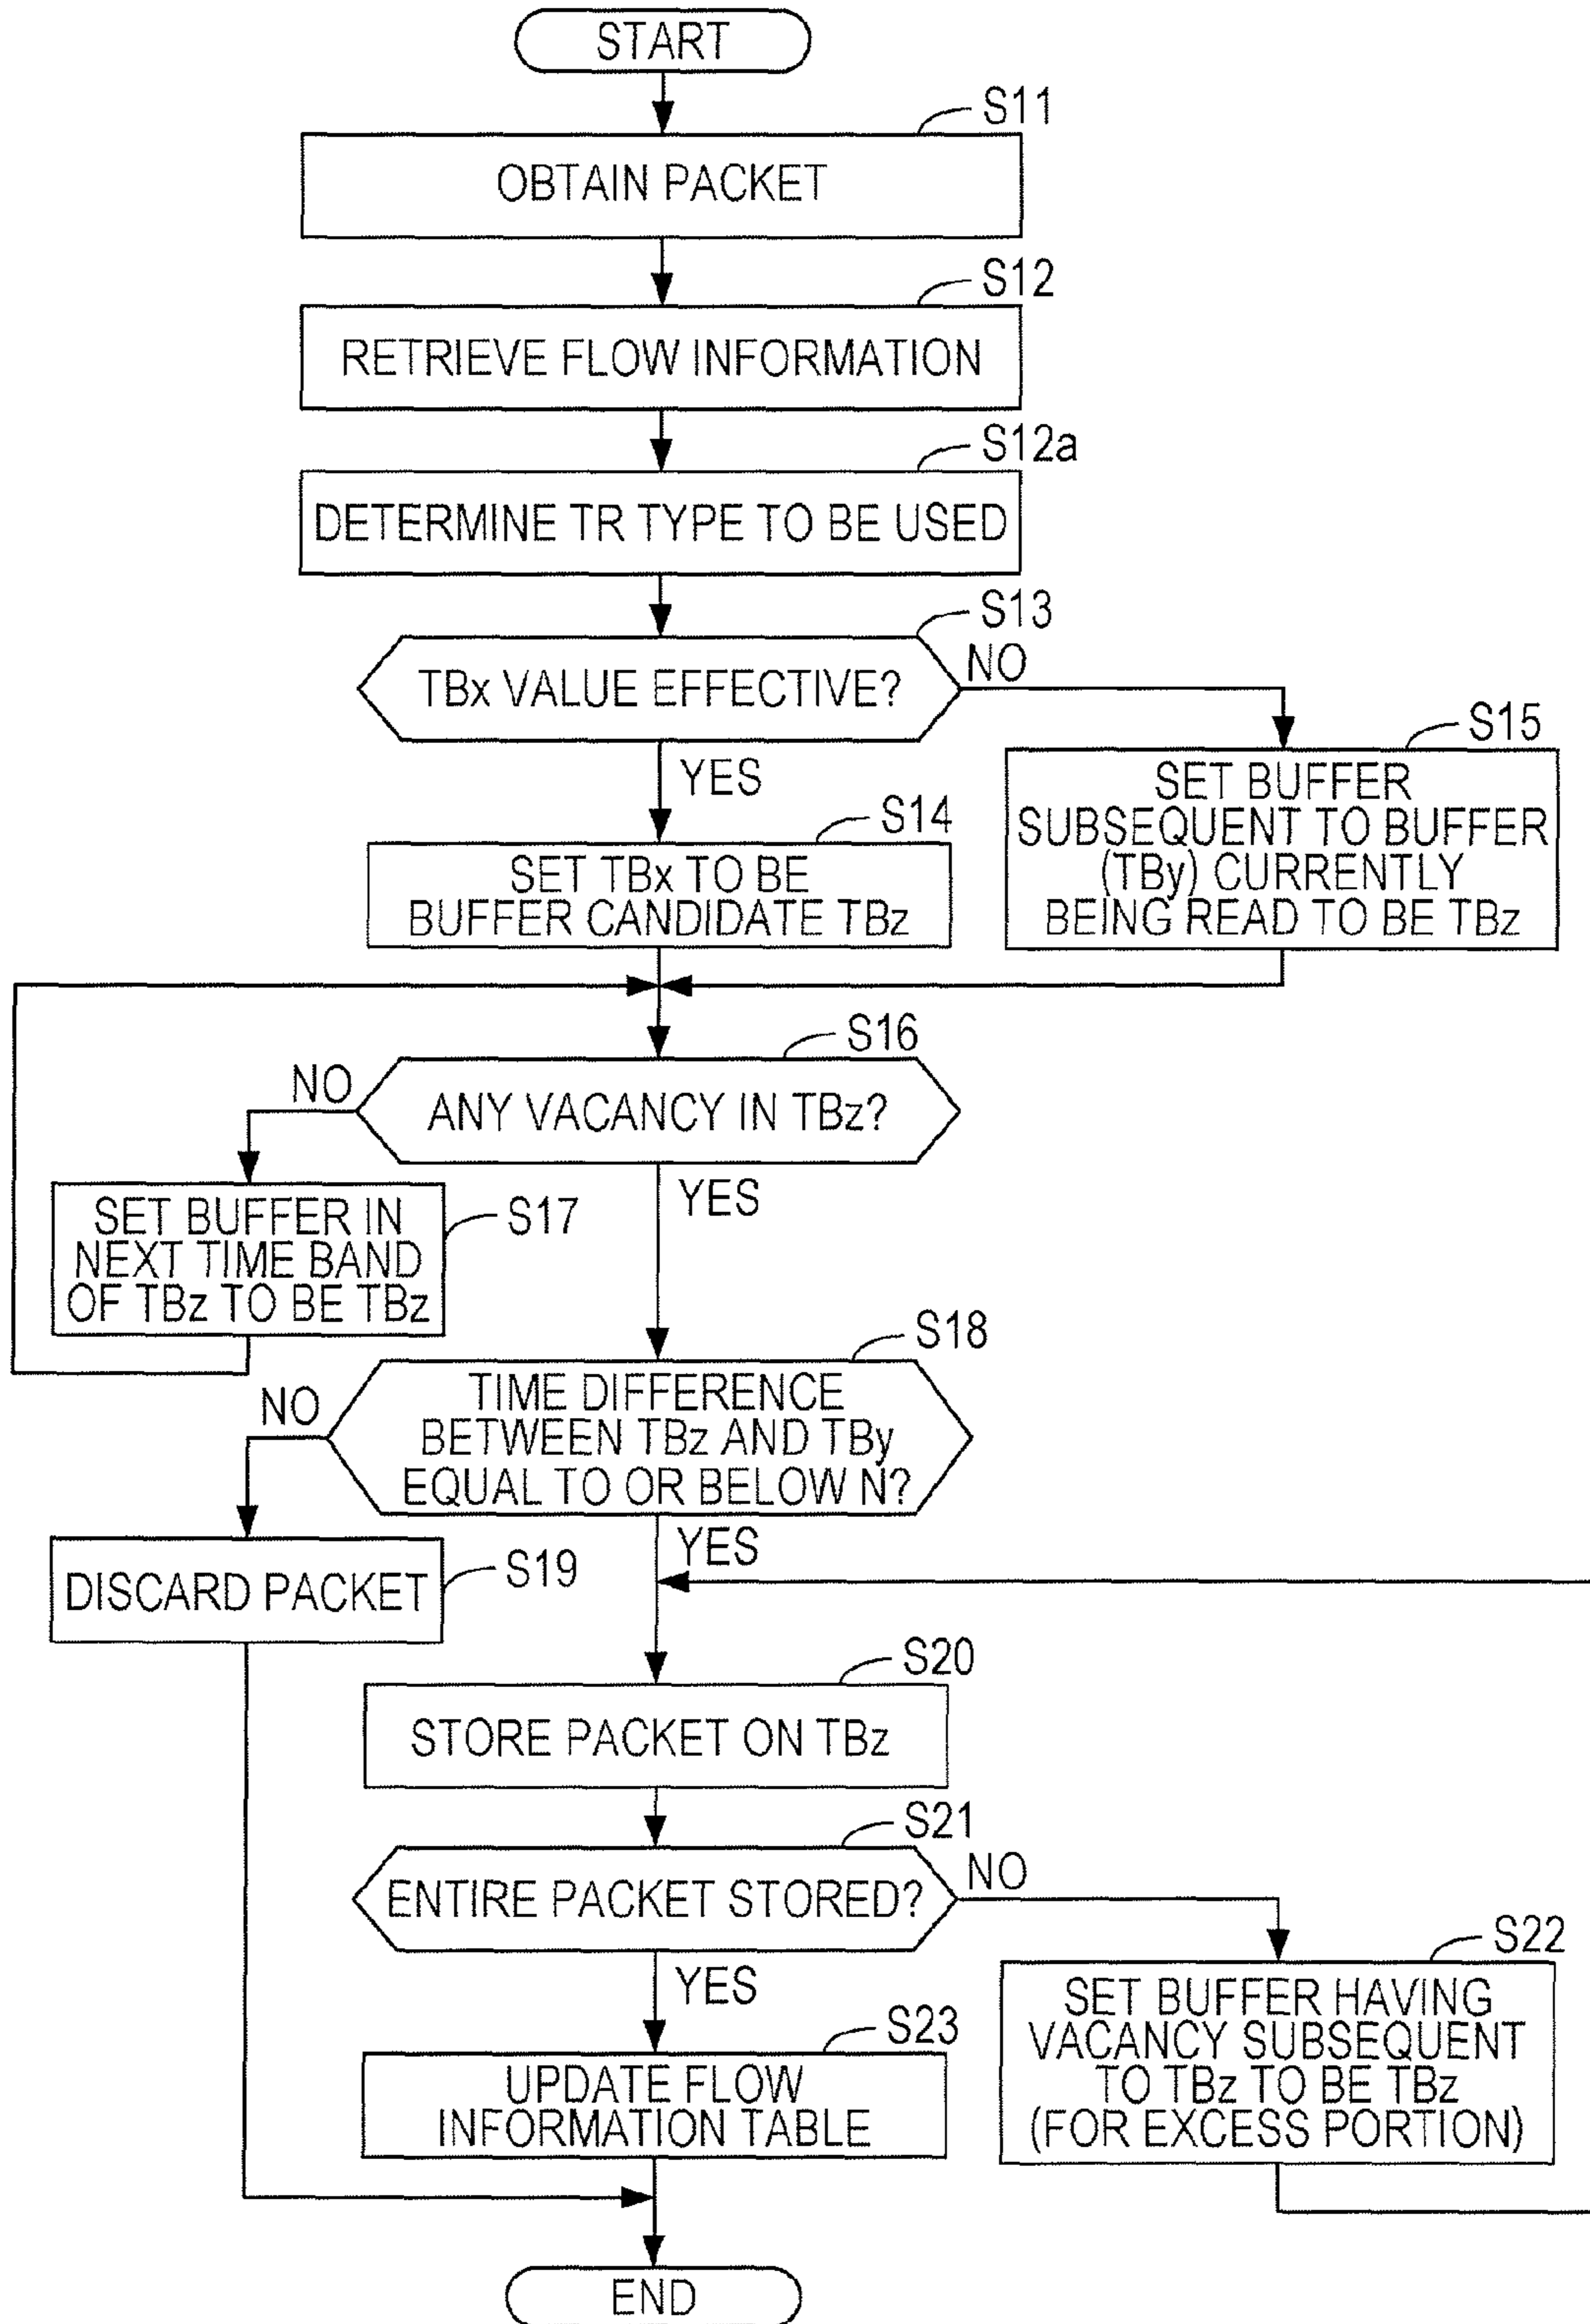 START
S11
OBTAIN PACKET
S12
RETRIEVE FLOW INFORMATION
S12a
DETERMINE TR TYPE TO BE USED
S13
TBx VALUE EFFECTIVE?
NO
YES
S15
SET BUFFER
SUBSEQUENT TO BUFFER
(TBy) CURRENTLY
BEING READ TO BE TBz
S14
SET TBx TO BE
BUFFER CANDIDATE TBz
S16
ANY VACANCY IN TBz?
NO
YES
SET BUFFER IN
NEXT TIME BAND
OF TBz TO BE TBz
S17
S18
TIME DIFFERENCE
BETWEEN TBz AND TBy
EQUAL TO OR BELOW N?
NO
YES
DISCARD PACKET
S19
S20
STORE PACKET ON TBz
S21
ENTIRE PACKET STORED?
NO
YES
S22
SET BUFFER HAVING
VACANCY SUBSEQUENT
TO TBz TO BE TBz
(FOR EXCESS PORTION)
S23
UPDATE FLOW
INFORMATION TABLE
END